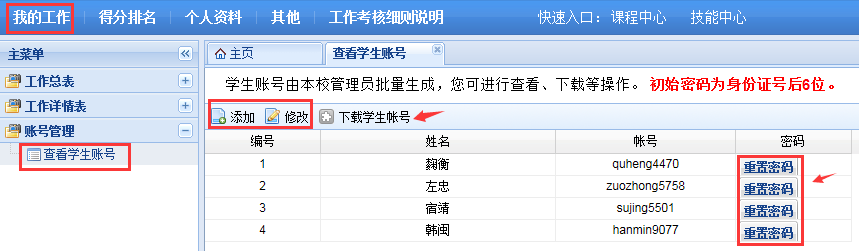 我的工作 得分排名 个人资料 其他 工作考核细则说明 快速入口: 课程中心 技能中心
主菜单
工作总表
工作详情表
账号管理
查看学生账号
主页 查看学生账号
学生账号由本校管理员批量生成，您可进行查看、下载等操作。初始密码为身份证号后6位。
添加 修改 下载学生帐号
编号 姓名 帐号 密码
1 鞠衡 quheng4470 重置密码
2 左忠 zuozhong5758 重置密码
3 宿靖 sujing5501 重置密码
4 韩闽 hanmin9077 重置密码